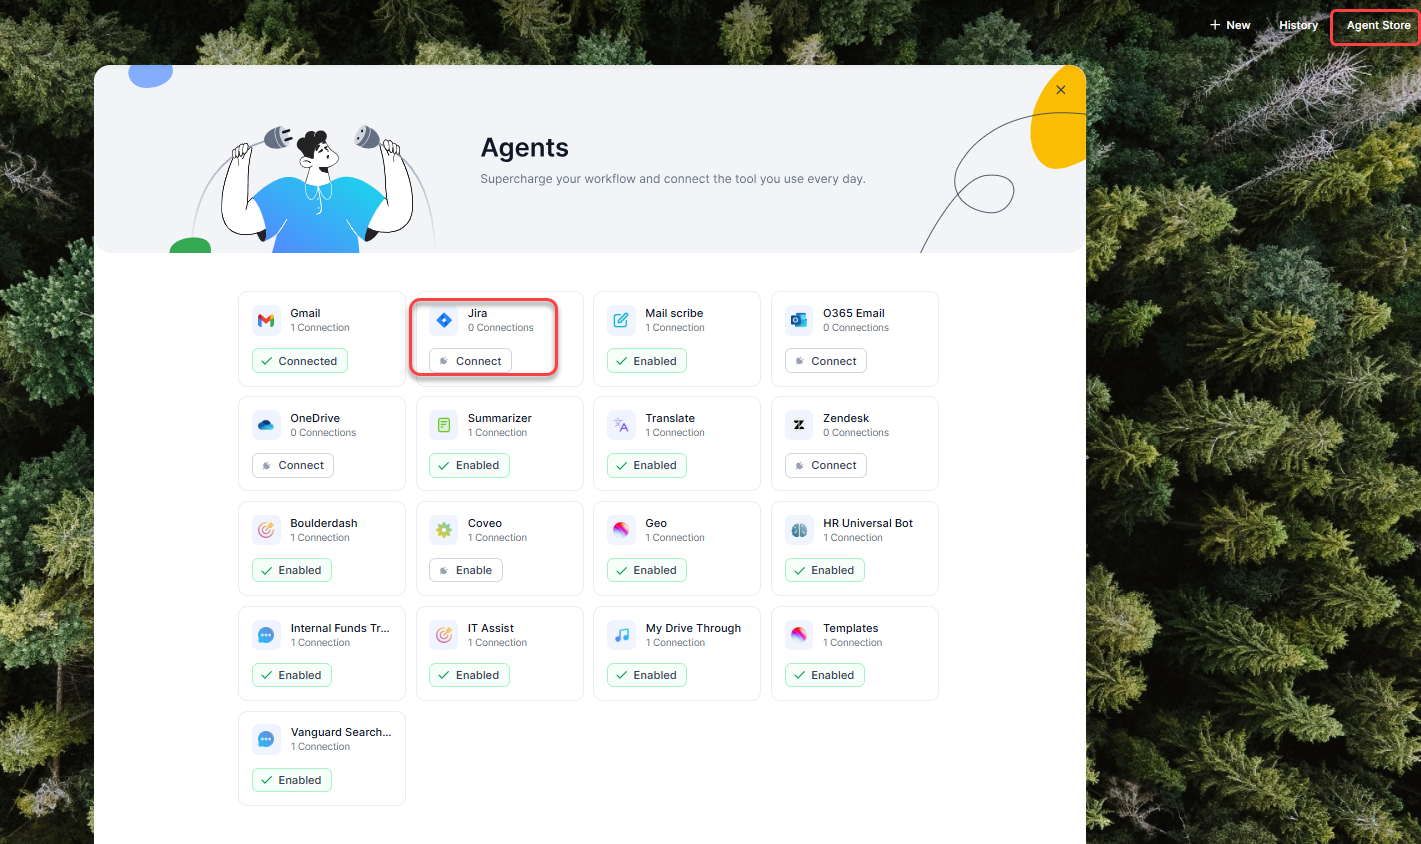 New
History
Agent Store
Agents
Supercharge your workflow and connect the tool you use every day.
Gmail
1 Connection
Connected
Jira
0 Connections
Connect
Mail scribe
1 Connection
Enabled
O365 Email
0 Connections
Connect
OneDrive
0 Connections
Connect
Summarizer
1 Connection
Enabled
Translate
1 Connection
Enabled
Zendesk
0 Connections
Connect
Boulderdash
1 Connection
Enabled
Coveo
1 Connection
Enable
Geo
1 Connection
Enabled
HR Universal Bot
1 Connection
Enabled
Internal Funds Tr...
1 Connection
Enabled
IT Assist
1 Connection
Enabled
My Drive Through
1 Connection
Enabled
Templates
1 Connection
Enabled
Vanguard Search...
1 Connection
Enabled